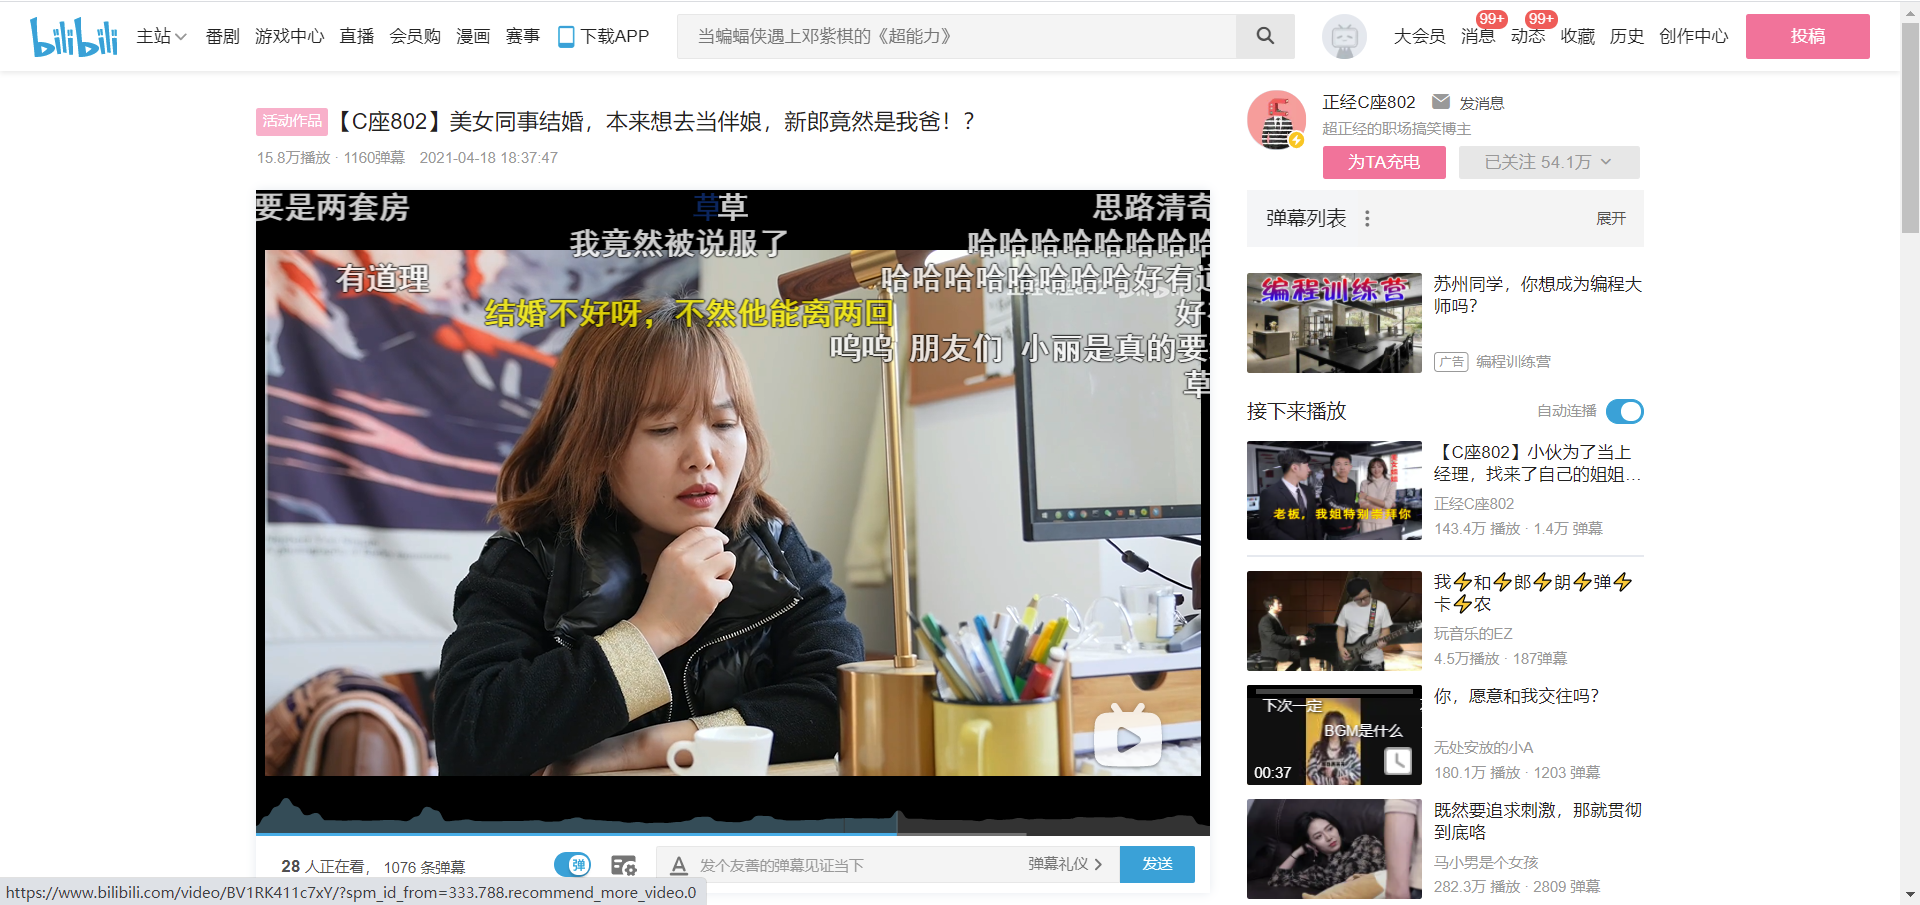 bilibili
主站
番剧
游戏中心
直播
会员购
漫画
赛事
下载APP
当蝙蝠侠遇上邓紫棋的《超能力》
大会员
99+
消息
99+
动态
收藏
历史
创作中心
投稿
活动作品
【C座802】美女同事结婚，本来想去当伴娘，新郎竟然是我爸！？
15.8万播放 · 1160弹幕 2021-04-18 18:37:47
要是两套房
草草
思路清奇
我竟然被说服了
哈哈哈哈哈哈哈哈
有道理
哈哈哈哈哈哈哈哈好有道
结婚不好呀，不然他能离两回
好
呜呜 朋友们 小丽是真的要
草
28 人正在看， 1076 条弹幕
弹
发个友善的弹幕见证当下
弹幕礼仪
发送
https://www.bilibili.com/video/BV1RK411c7xY/?spm_id_from=333.788.recommend_more_video.0
正经C座802
发消息
超正经的职场搞笑博主
为TA充电
已关注 54.1万
弹幕列表
展开
编程训练营
苏州同学，你想成为编程大
师吗？
广告
编程训练营
接下来播放
自动连播
老板，我姐特别崇拜你
【C座802】小伙为了当上
经理，找来了自己的姐姐…
正经C座802
143.4万 播放 · 1.4万 弹幕
我⚡和⚡郎⚡朗⚡弹⚡
卡⚡农
玩音乐的EZ
4.5万播放 · 187弹幕
下次一定
BGM是什么
00:37
你，愿意和我交往吗？
无处安放的小A
180.1万 播放 · 1203 弹幕
既然要追求刺激，那就贯彻
到底咯
马小男是个女孩
282.3万 播放 · 2809 弹幕